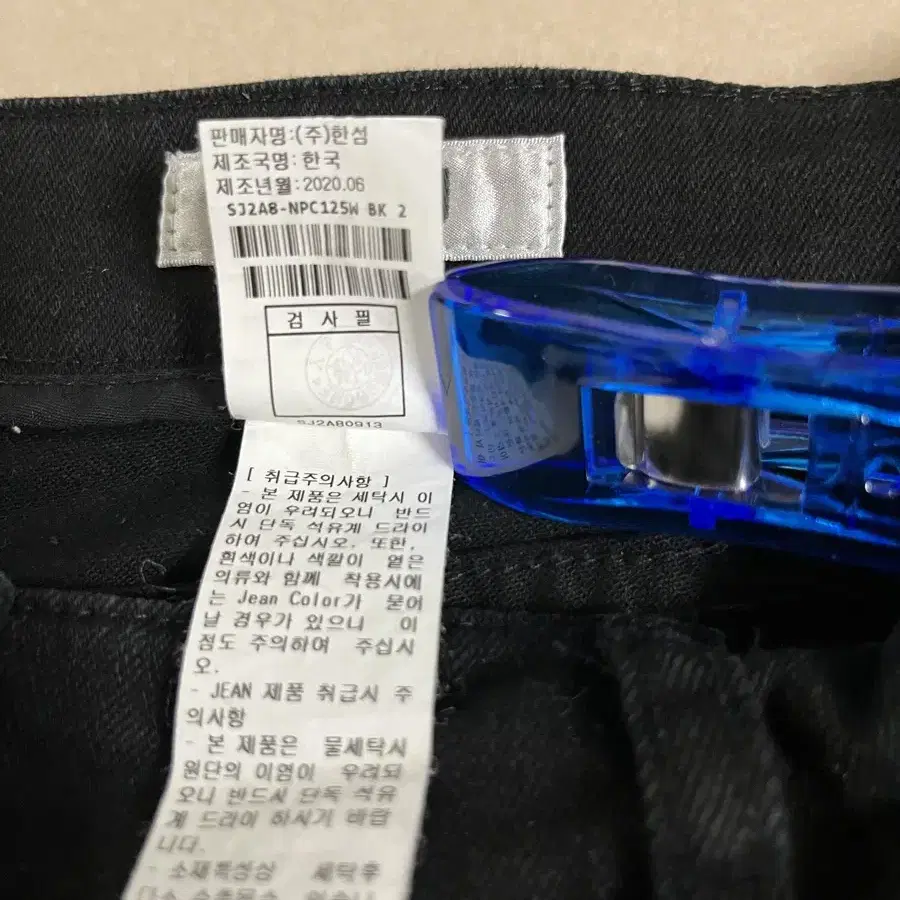 판매자명:(주)한섬
제조국명: 한국
제조년월: 2020.06
SJ2A8-NPC125W BK 2
검 사 필
SJ2AB0913
[ 취급주의사항 ]
- 본 제품은 세탁시 이
염이 우려되오니 반드
시 단독 석유계 드라이
하여 주십시오. 또한,
흰색이나 색깔이 옅은
의류와 함께 착용시에
는 Jean Color가 묻어
날 경우가 있으니 이
점도 주의하여 주십시
오.
- JEAN 제품 취급시 주
의사항
- 본 제품은 물세탁시
원단의 이염이 우려되
오니 반드시 단독 석유
계 드라이 하시기 바랍
니다.
- 소재특성상 세탁후
다소